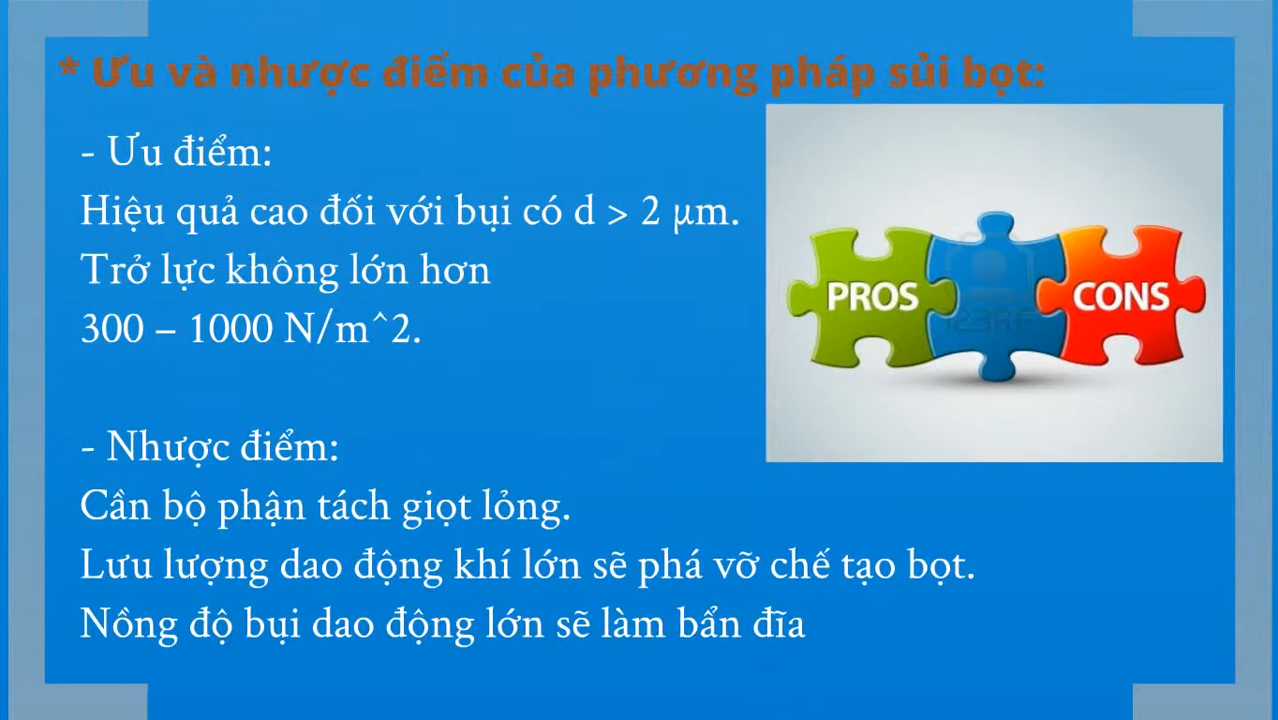 * Ưu và nhược điểm của phương pháp sủi bọt:
- Ưu điểm:
Hiệu quả cao đối với bụi có d > 2 μm.
Trở lực không lớn hơn
300 – 1000 N/m^2.
PROS
CONS
123RF
- Nhược điểm:
Cần bộ phận tách giọt lỏng.
Lưu lượng dao động khí lớn sẽ phá vỡ chế tạo bọt.
Nồng độ bụi dao động lớn sẽ làm bẩn đĩa